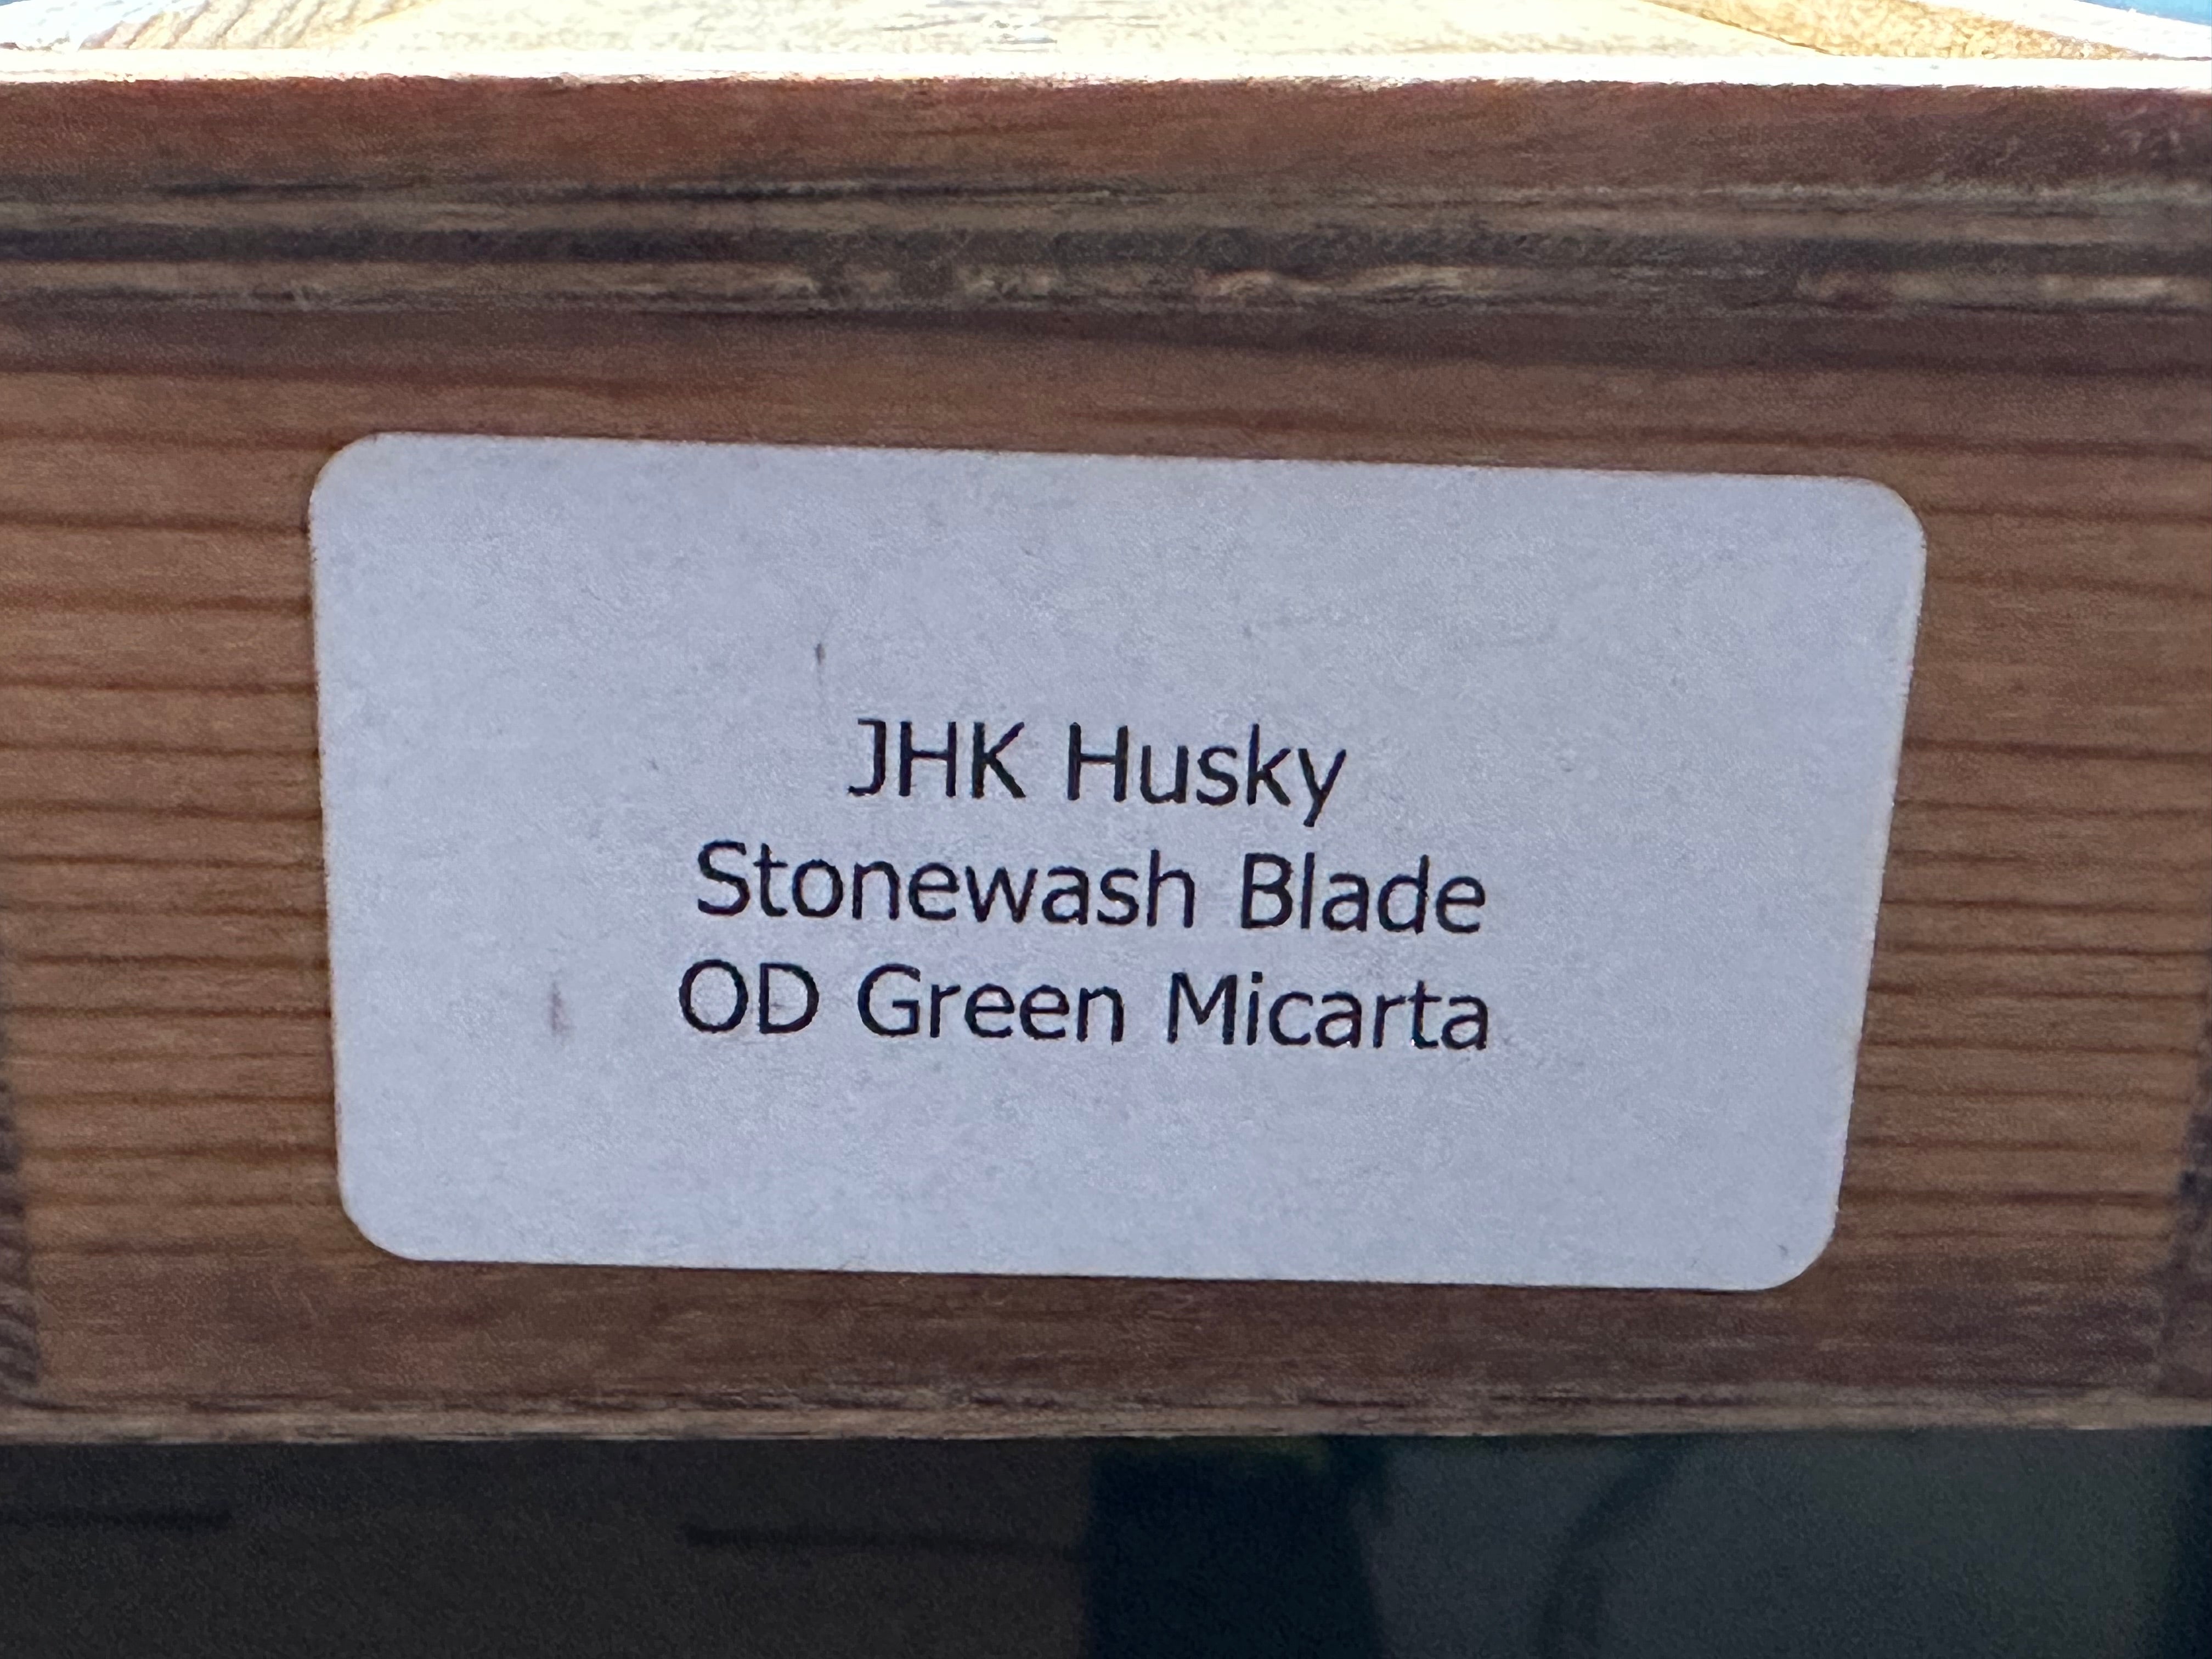 JHK Husky
Stonewash Blade
OD Green Micarta